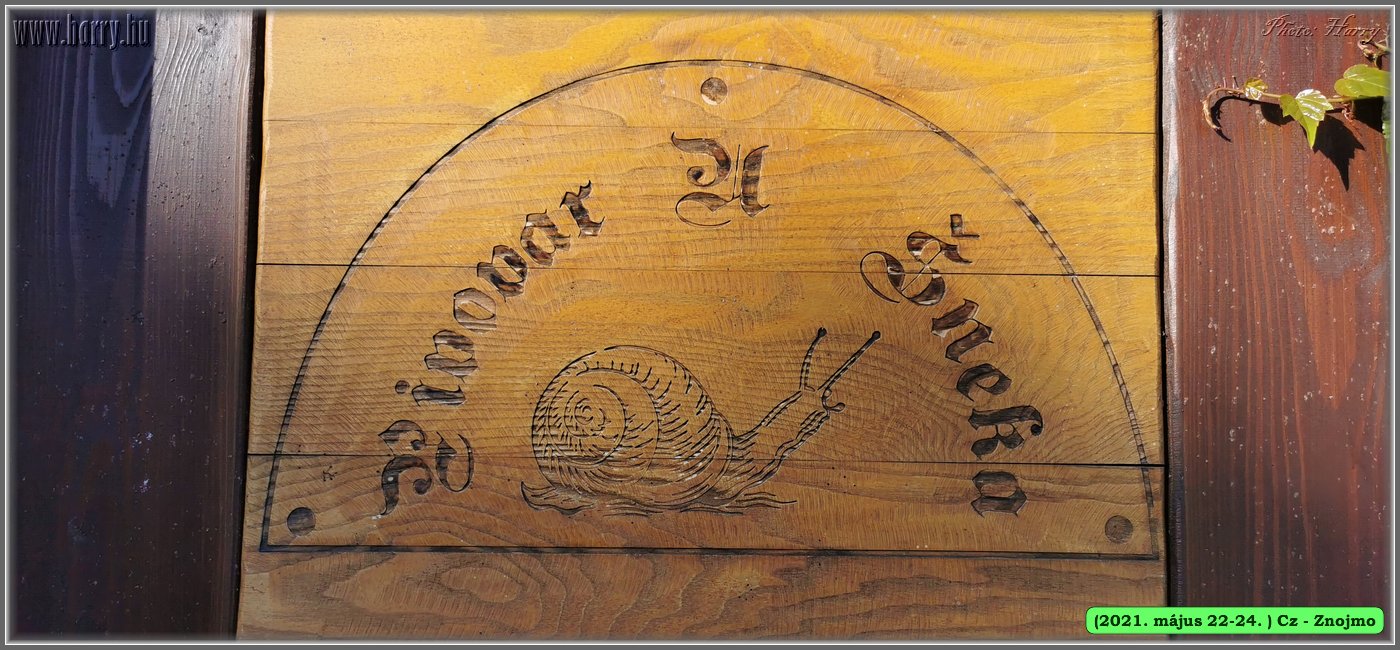 www.harry.hu
Photo: Harry
Pivovar U Šneka
(2021. május 22-24. ) Cz - Znojmo